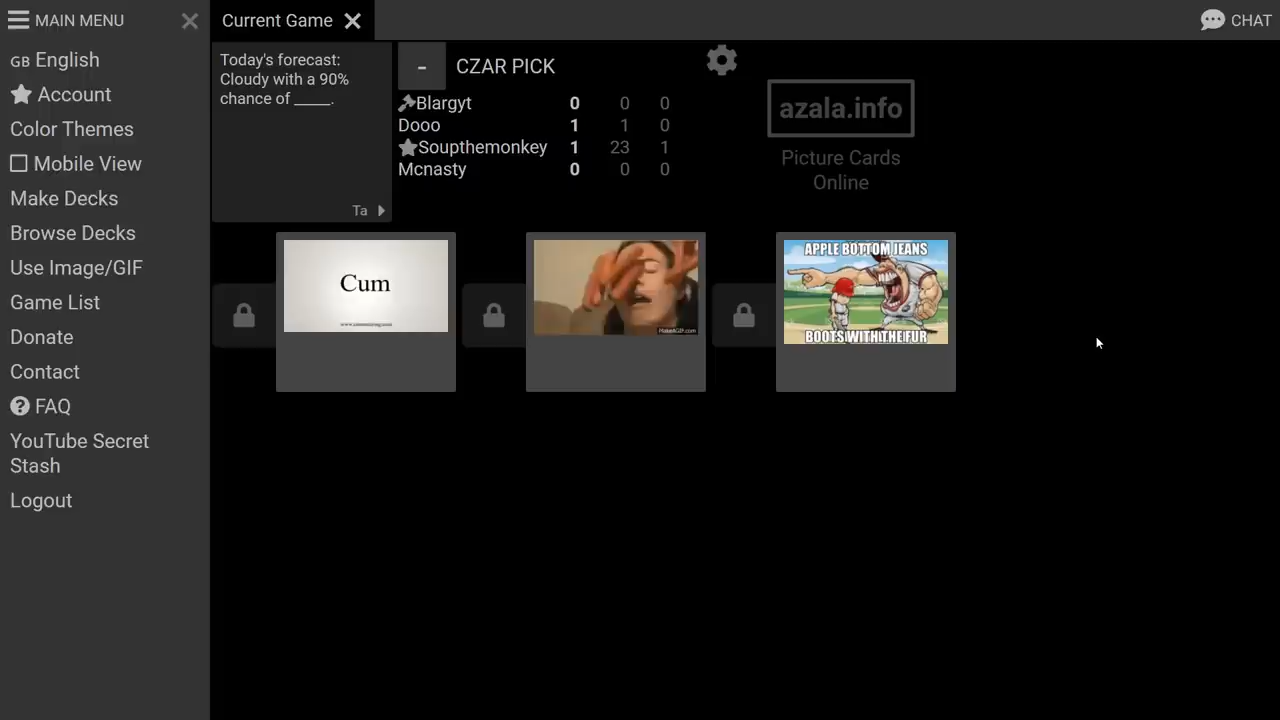 MAIN MENU
GB English
Account
Color Themes
Mobile View
Make Decks
Browse Decks
Use Image/GIF
Game List
Donate
Contact
FAQ
YouTube Secret
Stash
Logout
Current Game
CHAT
Today's forecast:
Cloudy with a 90%
chance of _____.
Ta
- CZAR PICK
Blargyt 0 0 0
Dooo 1 1 0
Soupthemonkey 1 23 1
Mcnasty 0 0 0
azala.info
Picture Cards
Online
Cum
MakeAGIF.com
APPLE BOTTOM JEANS
BOOTS WITH THE FUR